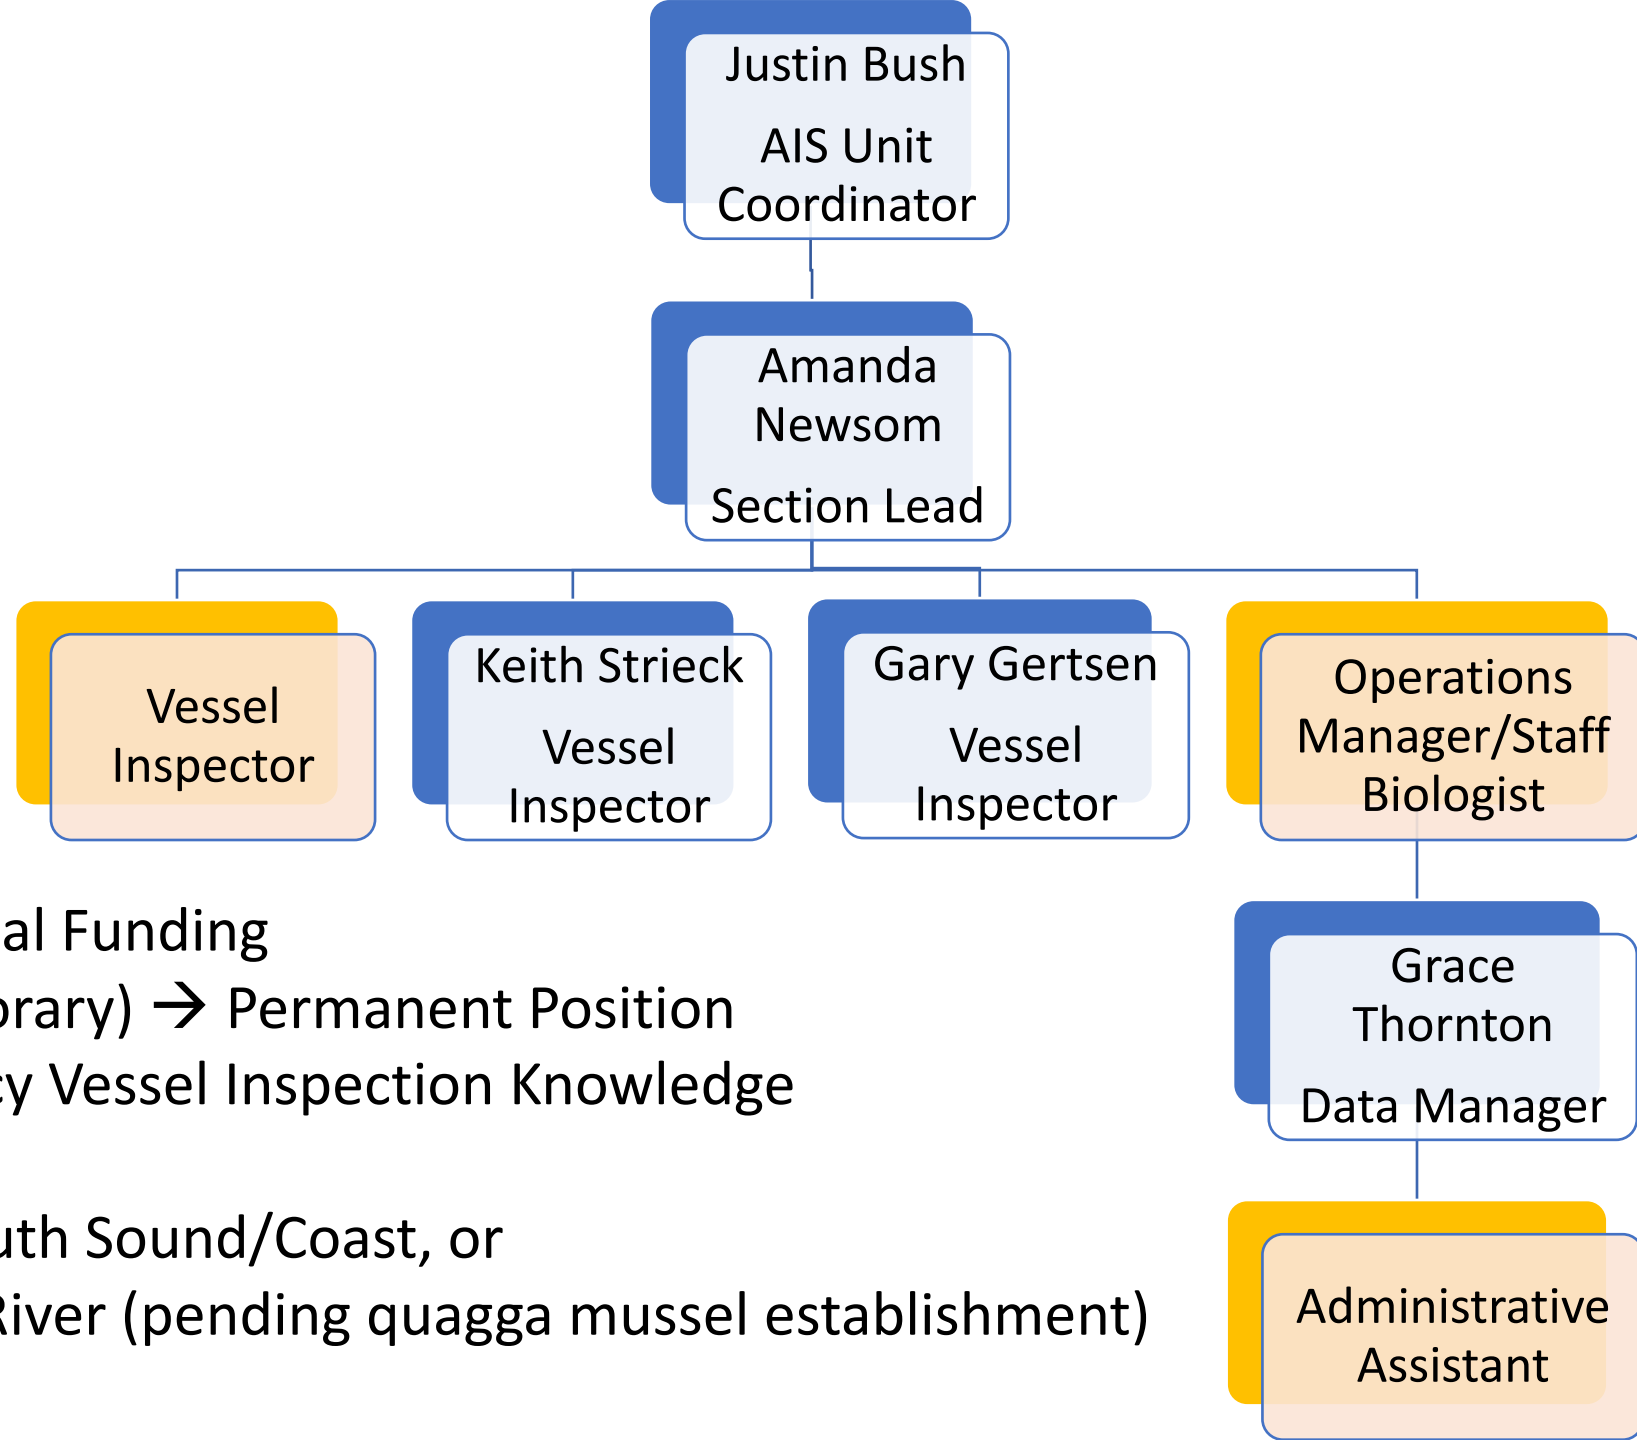 Justin Bush
AIS Unit
Coordinator
Amanda
Newsom
Section Lead
Vessel
Inspector
Keith Strieck
Vessel
Inspector
Gary Gertsen
Vessel
Inspector
Operations
Manager/Staff
Biologist
Grace
Thornton
Data Manager
Administrative
Assistant
al Funding
orary) → Permanent Position
cy Vessel Inspection Knowledge
uth Sound/Coast, or
River (pending quagga mussel establishment)